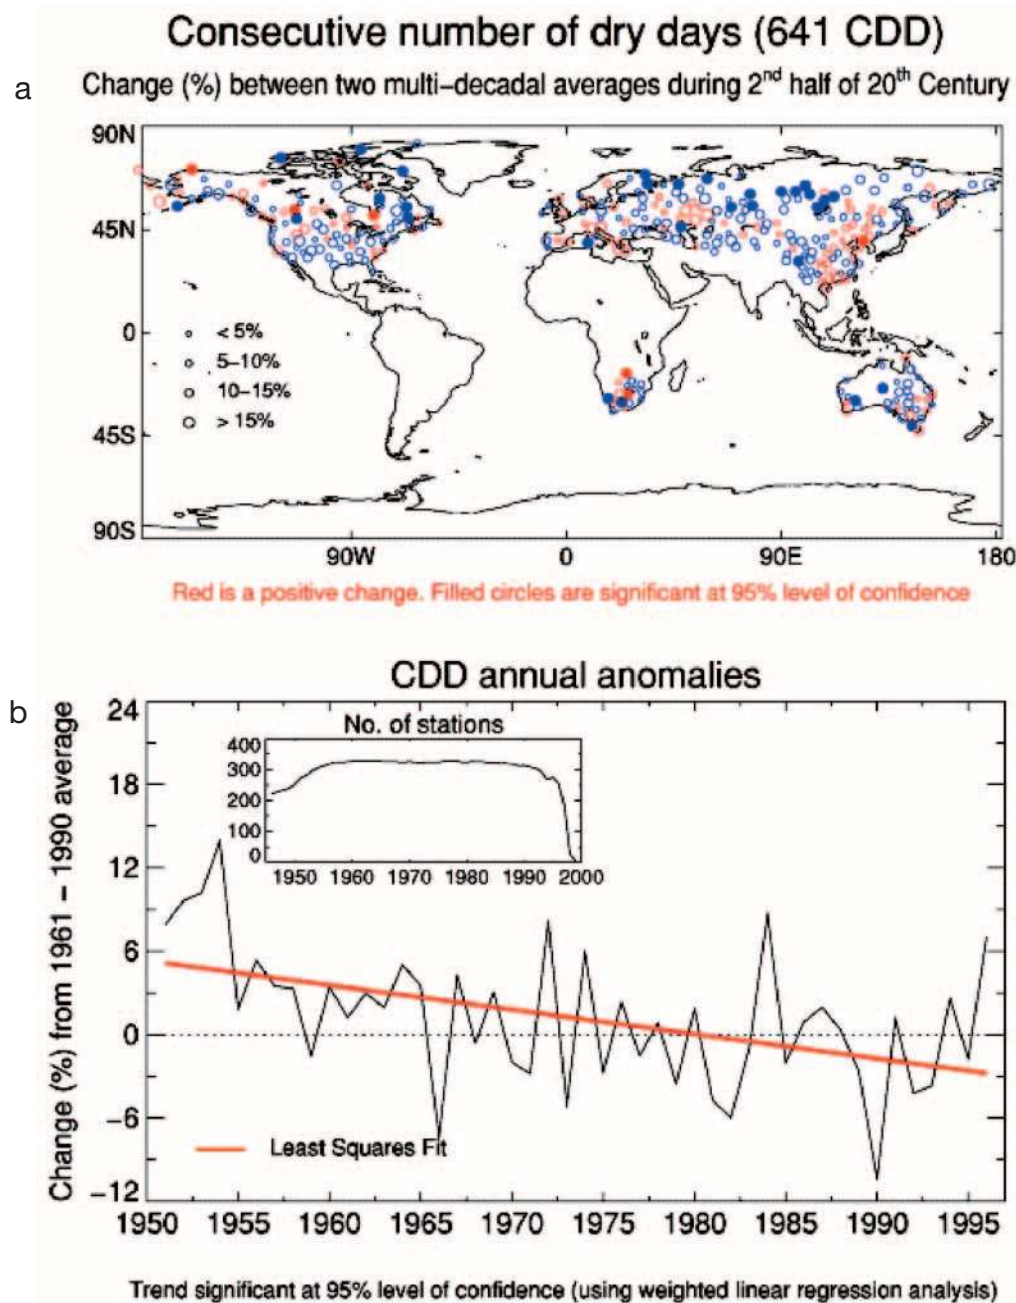 Consecutive number of dry days (641 CDD)
a
Change (%) between two multi-decadal averages during 2nd half of 20th Century
90N
45N
0
45S
90S
< 5%
5-10%
10-15%
> 15%
90W 0 90E 180
Red is a positive change. Filled circles are significant at 95% level of confidence
CDD annual anomalies
b
Change (%) from 1961 - 1990 average
24
18
12
6
0
-6
-12
No. of stations
400
300
200
100
0
1950 1960 1970 1980 1990 2000
Least Squares Fit
1950 1955 1960 1965 1970 1975 1980 1985 1990 1995
Trend significant at 95% level of confidence (using weighted linear regression analysis)